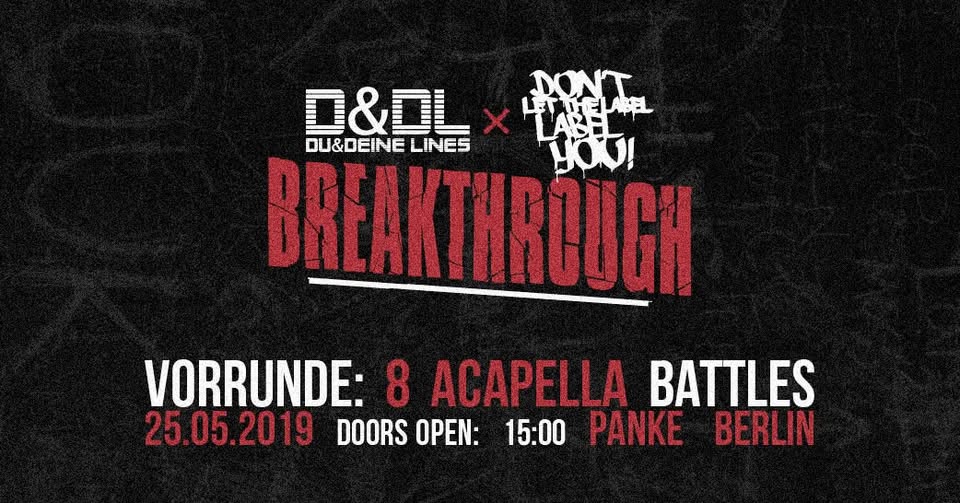 D&DL
DU&DEINE LINES
X
DON'T
LET THE LABEL
LABEL
YOU!
BREAKTHROUGH
VORRUNDE: 8 ACAPELLA BATTLES
25.05.2019 DOORS OPEN: 15:00 PANKE BERLIN